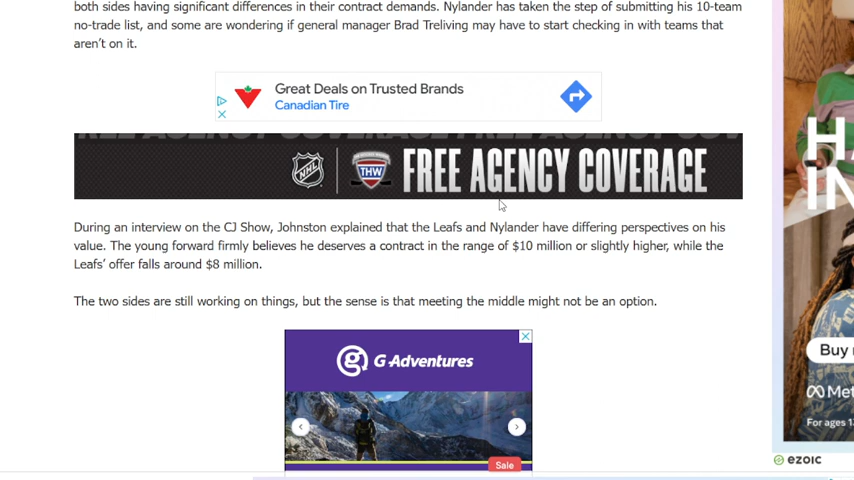 both sides having significant differences in their contract demands. Nylander has taken the step of submitting his 10-team
no-trade list, and some are wondering if general manager Brad Treliving may have to start checking in with teams that
aren't on it.
Great Deals on Trusted Brands
Canadian Tire
NHL
THW
FREE AGENCY COVERAGE
During an interview on the CJ Show, Johnston explained that the Leafs and Nylander have differing perspectives on his
value. The young forward firmly believes he deserves a contract in the range of $10 million or slightly higher, while the
Leafs' offer falls around $8 million.
The two sides are still working on things, but the sense is that meeting the middle might not be an option.
G Adventures
Sale
Buy
Met
For ages 1
ezoic